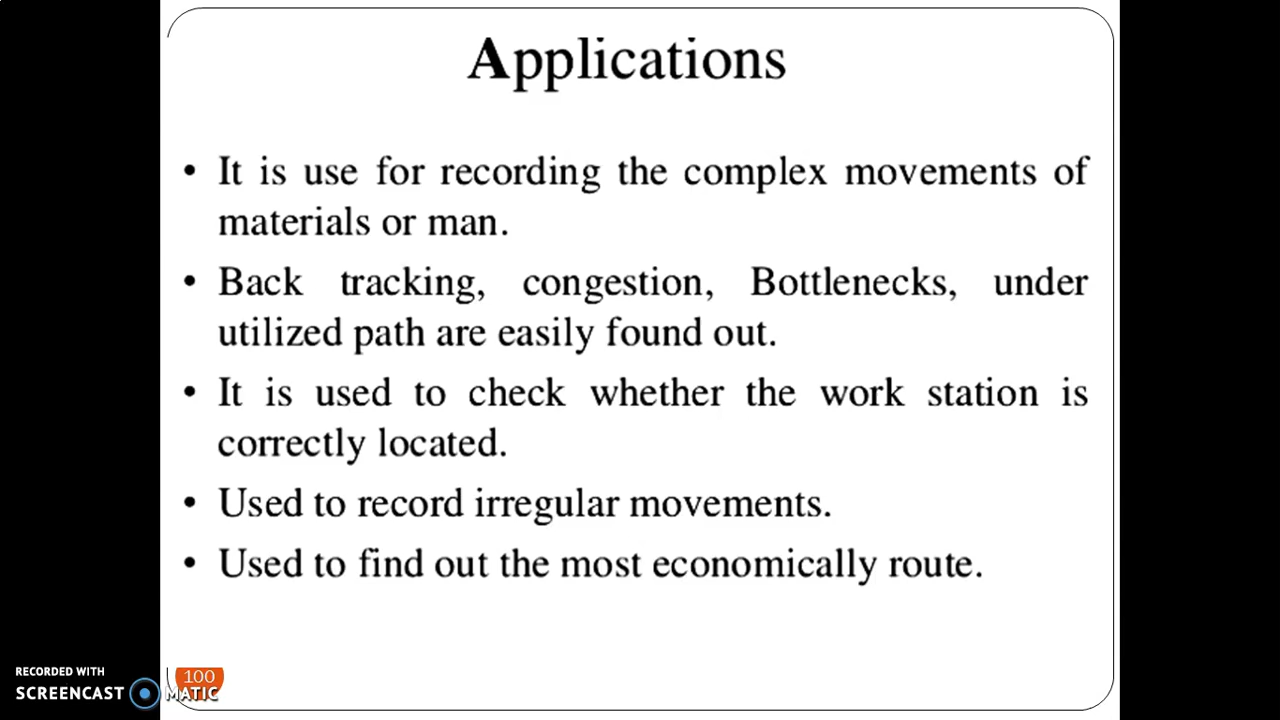 Applications
• It is use for recording the complex movements of
materials or man.
• Back tracking, congestion, Bottlenecks, under
utilized path are easily found out.
• It is used to check whether the work station is
correctly located.
• Used to record irregular movements.
• Used to find out the most economically route.
RECORDED WITH
SCREENCAST MATIC
100